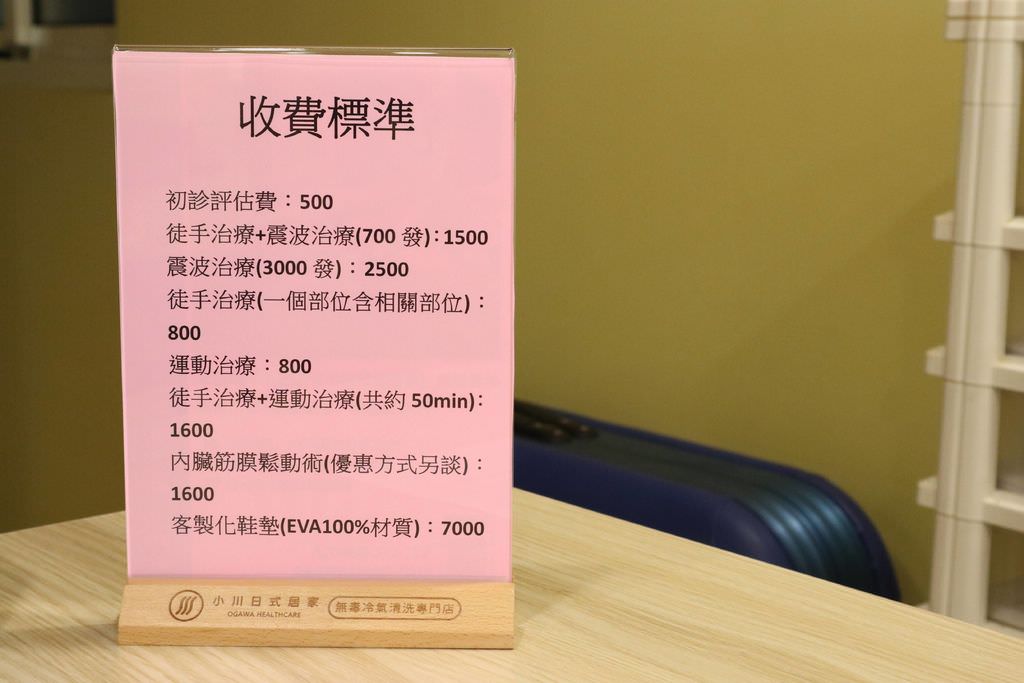 收費標準
初診評估費：500
徒手治療+震波治療(700 發)：1500
震波治療(3000 發)：2500
徒手治療(一個部位含相關部位)：
800
運動治療：800
徒手治療+運動治療(共約 50min)：
1600
內臟筋膜鬆動術(優惠方式另談)：
1600
客製化鞋墊(EVA100%材質)：7000
小川日式居家
OGAWA HEALTHCARE
無毒冷氣清洗專門店